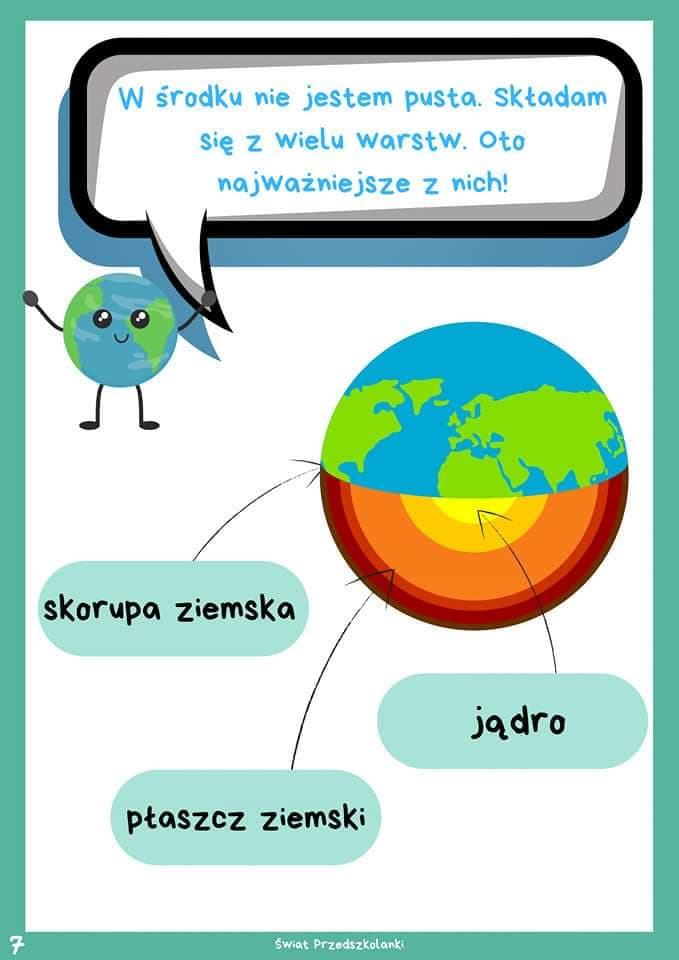 W środku nie jestem pusta. Składam
się z wielu warstw. Oto
najważniejsze z nich!
skorupa ziemska
jądro
płaszcz ziemski
7
Świat Przedszkolanki